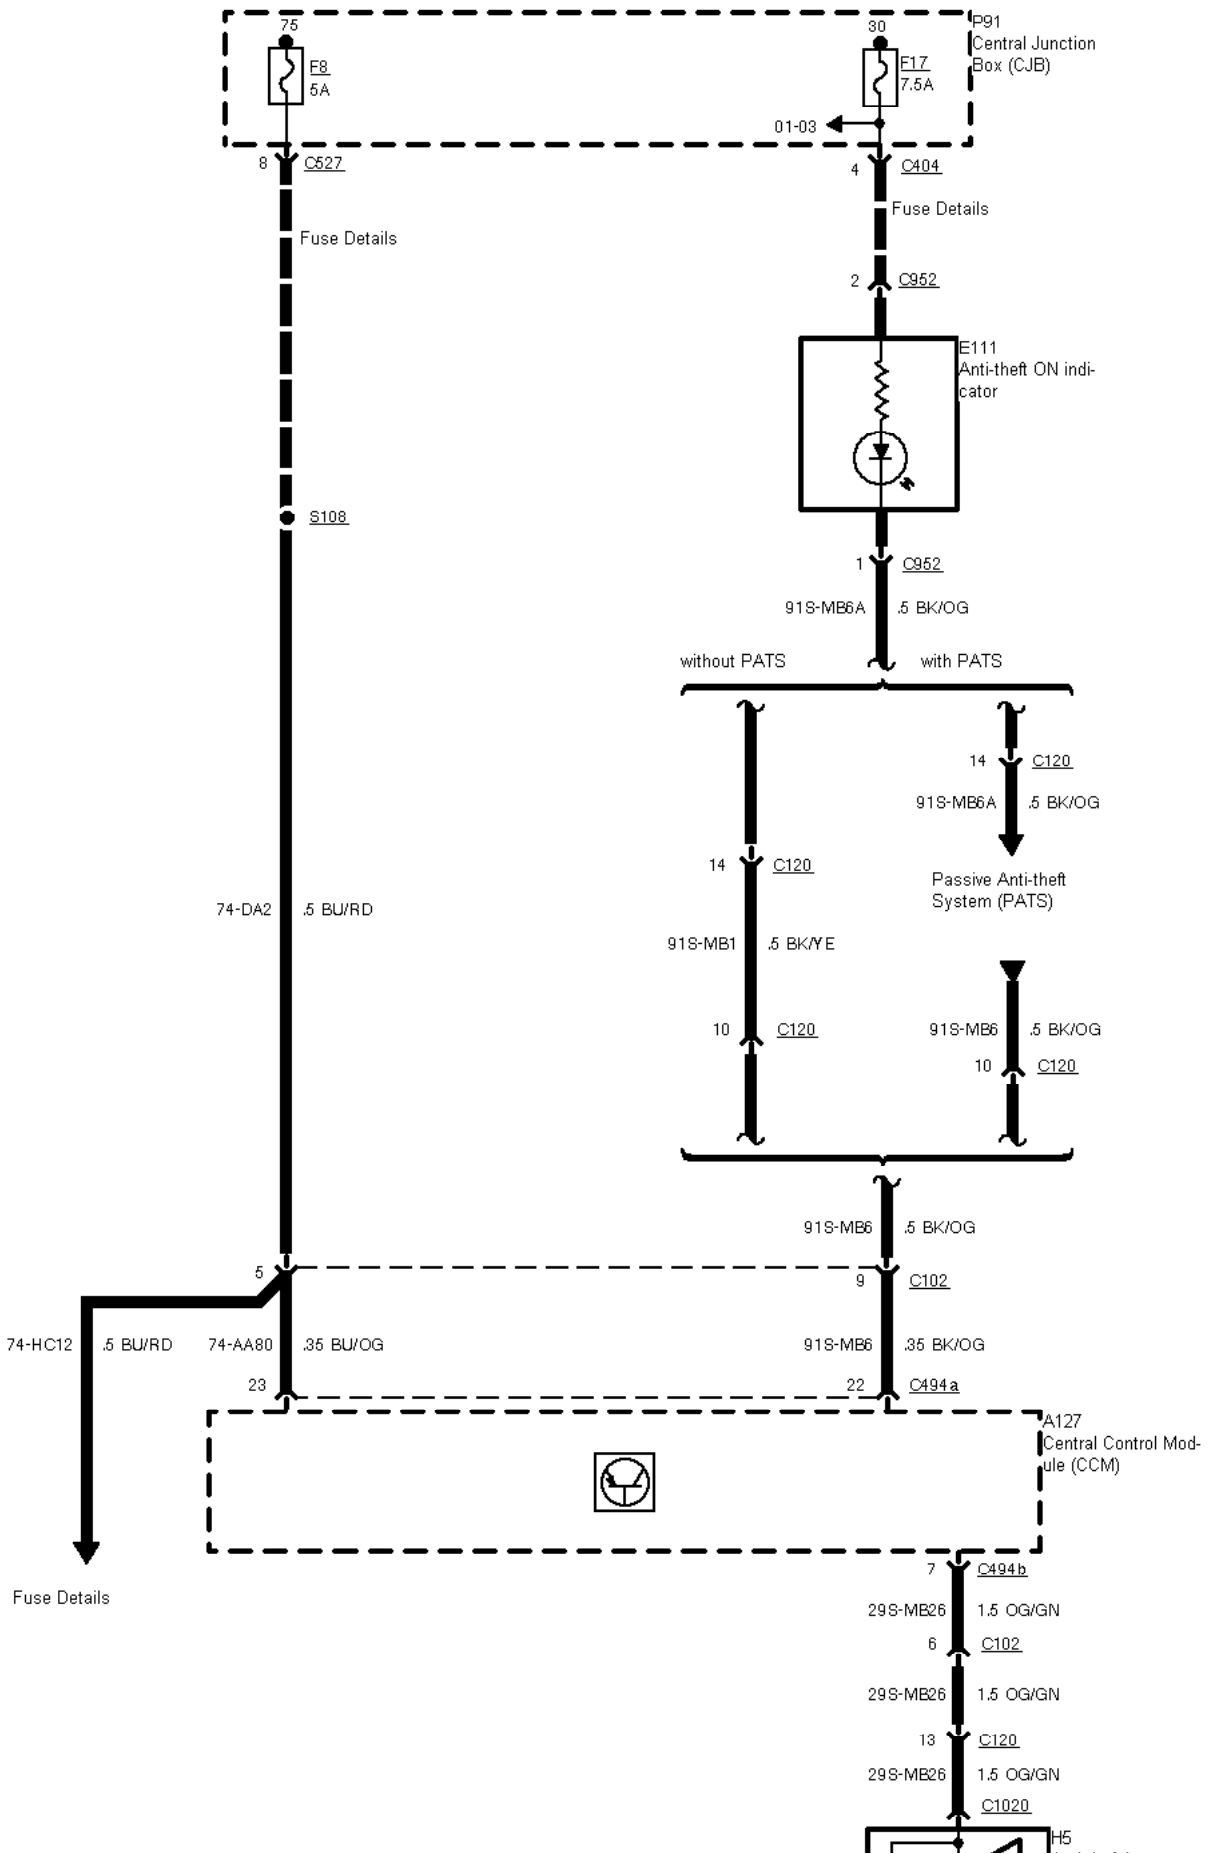 75
30
P91
Central Junction
Box (CJB)
F8
5A
F17
7.5A
01-03
8
C527
4
C404
Fuse Details
Fuse Details
2
C952
E111
Anti-theft ON indi-
cator
S108
1
C952
91S-MB6A
.5 BK/OG
without PATS
with PATS
14
C120
91S-MB6A
.5 BK/OG
14
C120
Passive Anti-theft
System (PATS)
74-DA2
.5 BU/RD
91S-MB1
.5 BK/YE
10
C120
91S-MB6
.5 BK/OG
10
C120
91S-MB6
.5 BK/OG
5
9
C102
74-HC12
.5 BU/RD
74-AA80
.35 BU/OG
91S-MB6
.35 BK/OG
23
22
C494a
A127
Central Control Mod-
ule (CCM)
7
C494b
Fuse Details
29S-MB26
1.5 OG/GN
6
C102
29S-MB26
1.5 OG/GN
13
C120
29S-MB26
1.5 OG/GN
C1020
H5